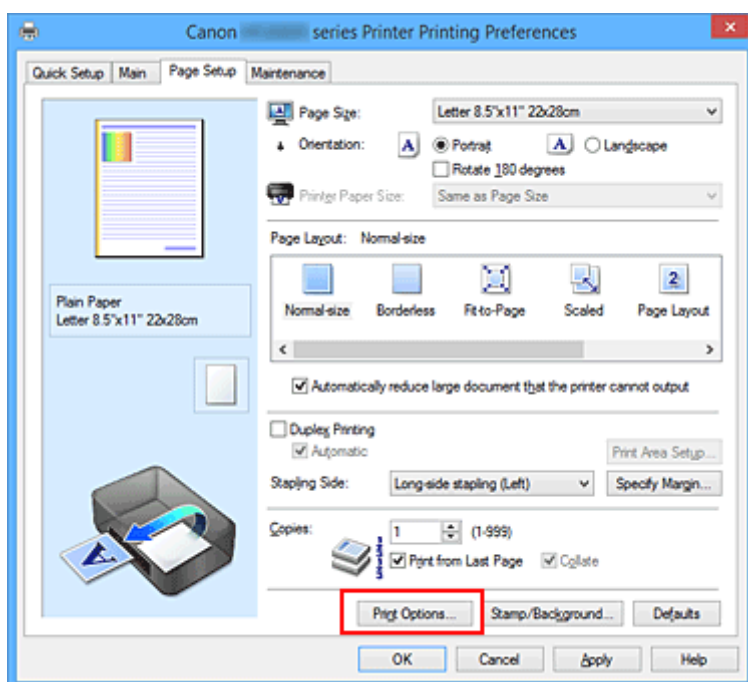 Canon series Printer Printing Preferences
Quick Setup Main Page Setup Maintenance
Page Size: Letter 8.5"x11" 22x28cm
Orientation: A Portrait A Landscape
Rotate 180 degrees
Printer Paper Size: Same as Page Size
Page Layout: Normal-size
2
Normal-size Borderless Fit-to-Page Scaled Page Layout
Plain Paper
Letter 8.5"x11" 22x28cm
Automatically reduce large document that the printer cannot output
Duplex Printing
Automatic
Print Area Setup...
Stapling Side: Long-side stapling (Left) Specify Margin...
Copies: 1 (1-999)
Print from Last Page Collate
Print Options... Stamp/Background... Defaults
OK Cancel Apply Help